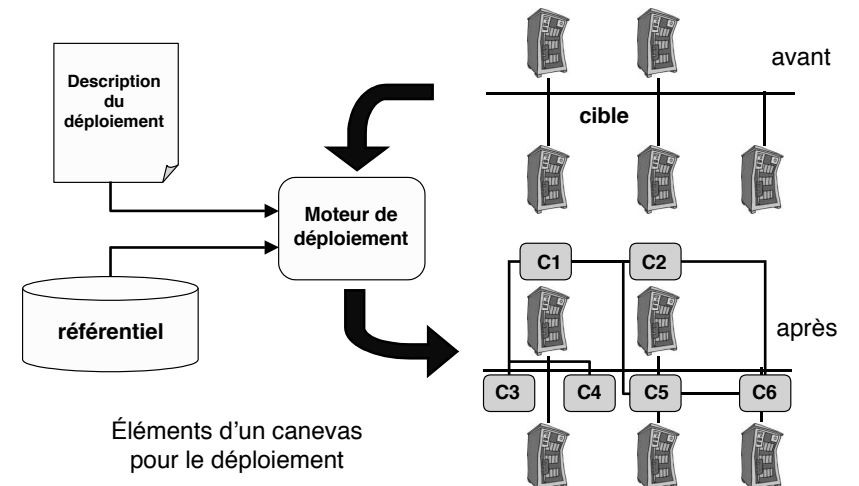 Description
du
déploiement
avant
cible
Moteur de
déploiement
référentiel
C1
C2
après
C3
C4
C5
C6
Éléments d’un canevas
pour le déploiement